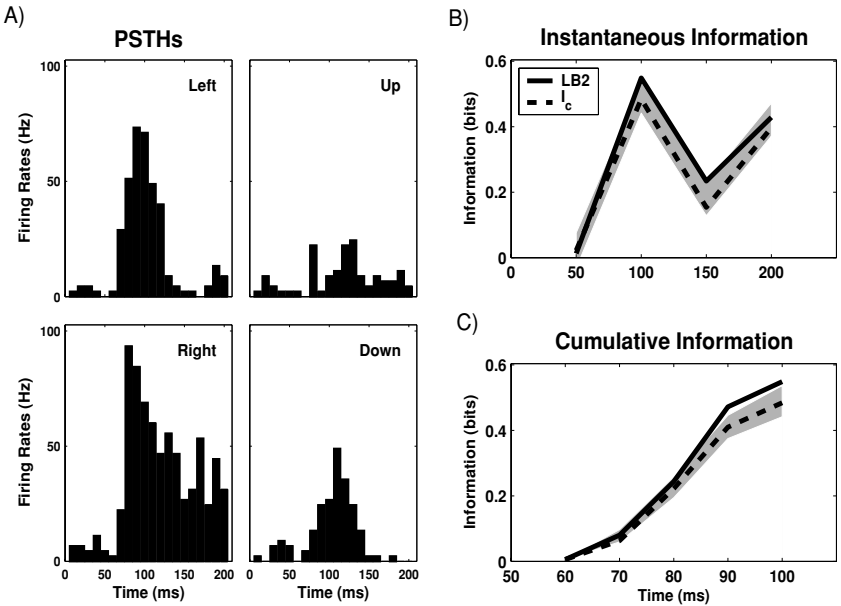 A)
PSTHs
100
50
0
Firing Rates (Hz)
Left
Up
100
50
0
Firing Rates (Hz)
Right
Down
0 50 100 150 200
Time (ms)
0 50 100 150 200
Time (ms)
B)
Instantaneous Information
0.6
0.4
0.2
0
Information (bits)
LB2
I_c
0 50 100 150 200
C)
Cumulative Information
0.6
0.4
0.2
0
Information (bits)
50 60 70 80 90 100
Time (ms)